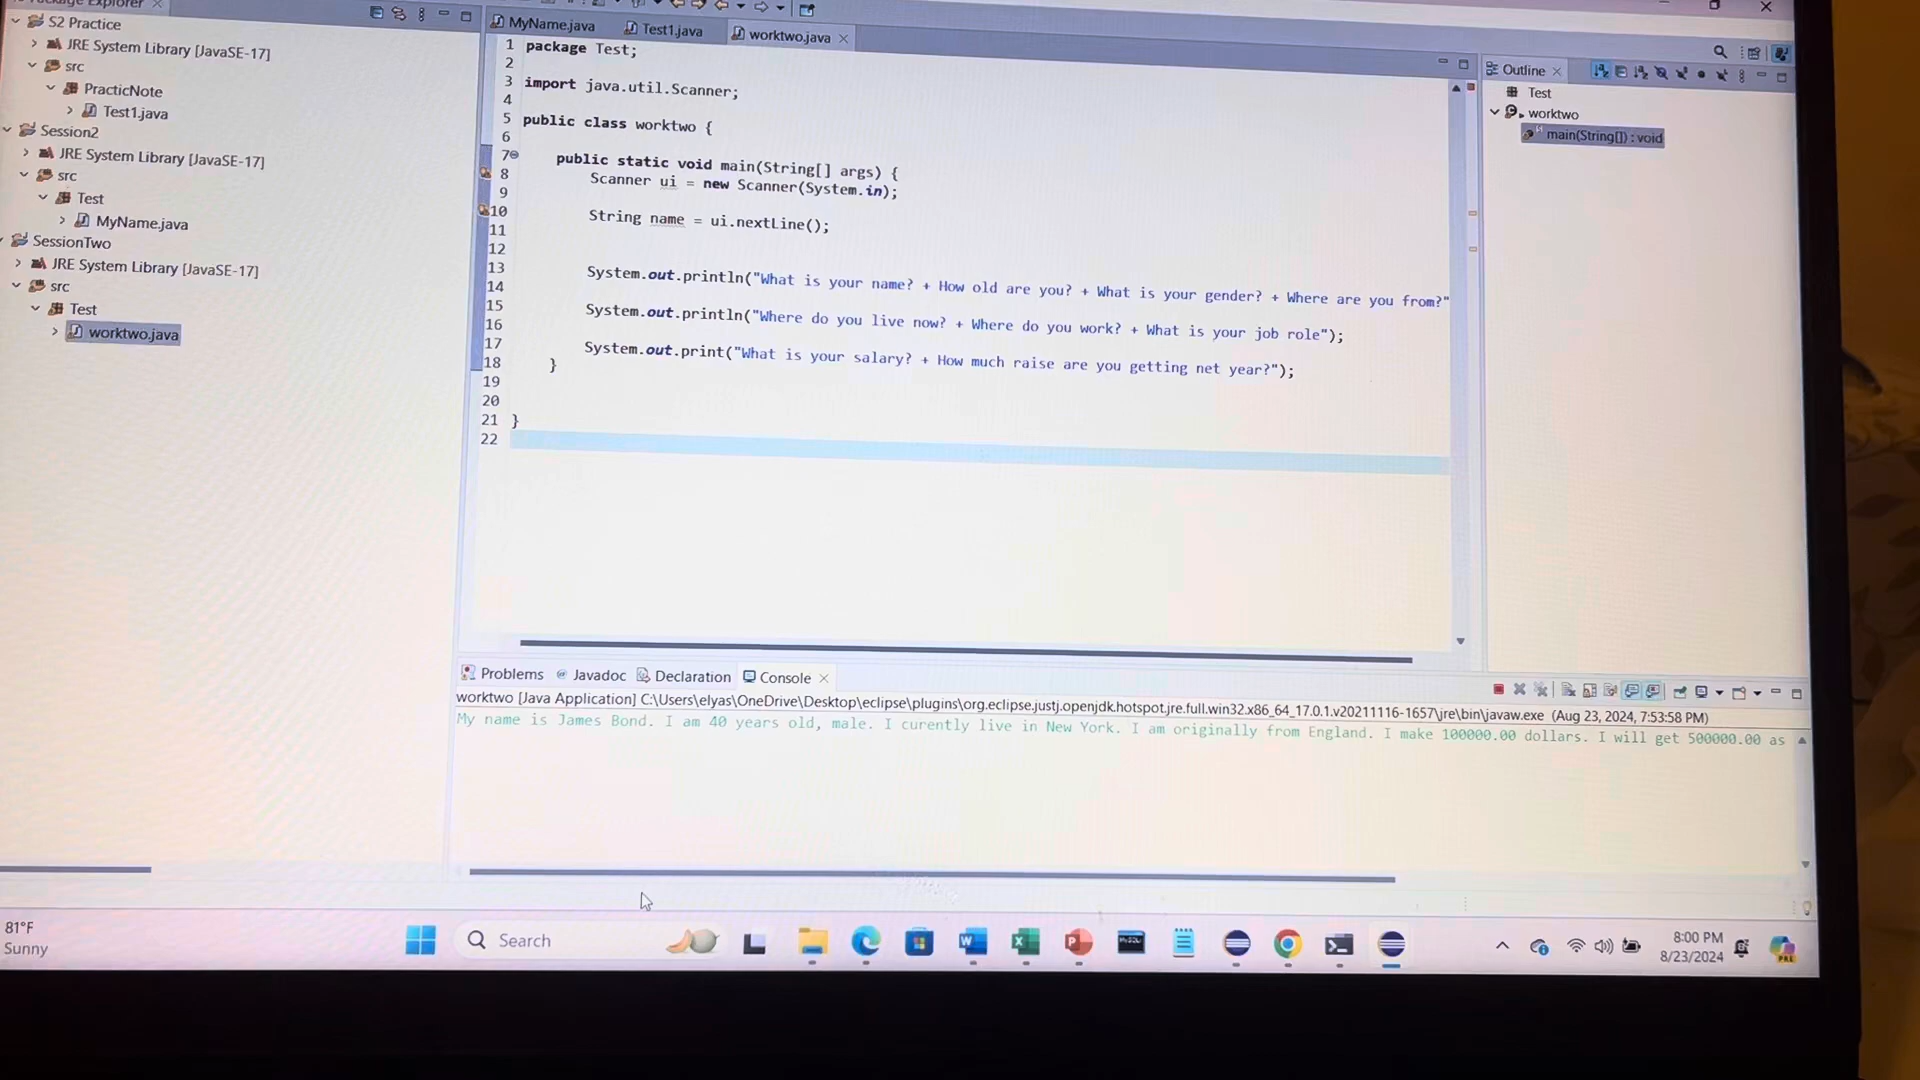 Package Explorer
S2 Practice
JRE System Library [JavaSE-17]
src
PracticNote
Test1.java
Session2
JRE System Library [JavaSE-17]
src
Test
MyName.java
SessionTwo
JRE System Library [JavaSE-17]
src
Test
worktwo.java
MyName.java
Test1.java
worktwo.java
1 package Test;
2
3 import java.util.Scanner;
4
5 public class worktwo {
6
7 public static void main(String[] args) {
8 Scanner ui = new Scanner(System.in);
9
10 String name = ui.nextLine();
11
12
13 System.out.println("What is your name? + How old are you? + What is your gender? + Where are you from?"
14
15 System.out.println("Where do you live now? + Where do you work? + What is your job role");
16
17 System.out.print("What is your salary? + How much raise are you getting net year?");
18 }
19
20
21 }
22
Outline
Test
worktwo
main(String[]) : void
Problems
Javadoc
Declaration
Console
worktwo [Java Application] C:\Users\elyas\OneDrive\Desktop\eclipse\plugins\org.eclipse.justj.openjdk.hotspot.jre.full.win32.x86_64_17.0.1.v20211116-1657\jre\bin\javaw.exe (Aug 23, 2024, 7:53:58 PM)
My name is James Bond. I am 40 years old, male. I curently live in New York. I am originally from England. I make 100000.00 dollars. I will get 500000.00 as
81°F
Sunny
Search
8:00 PM
8/23/2024
PRE